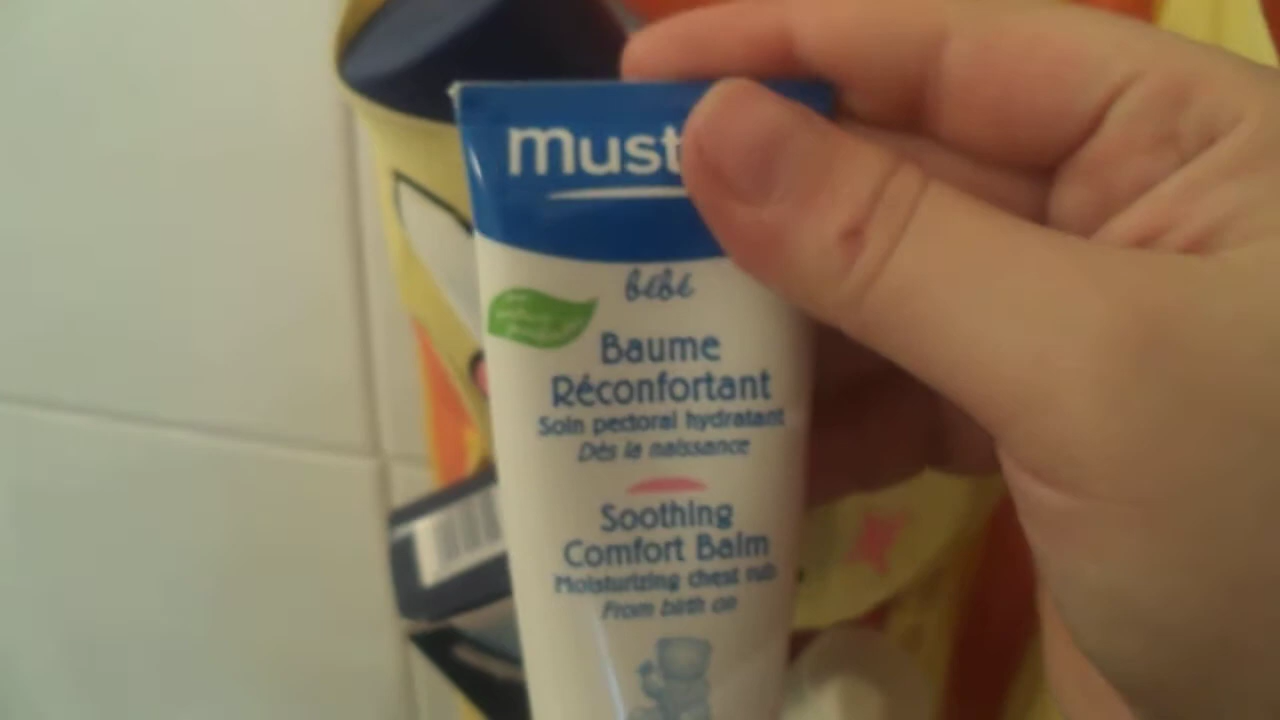 must
bébé
Baume
Réconfortant
Soin pectoral hydratant
Dès la naissance
Soothing
Comfort Balm
Moisturizing chest rub
From birth on